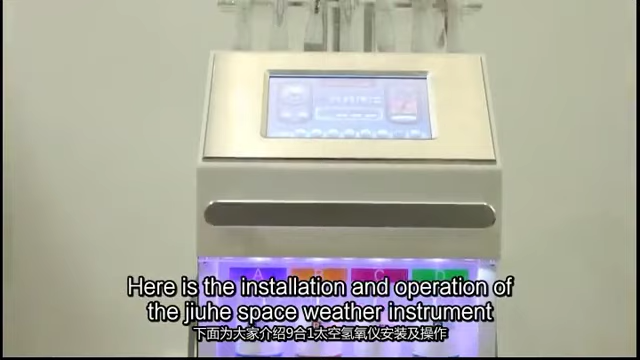 A B C D
Here is the installation and operation of
the jiuhe space weather instrument
下面为大家介绍9合1太空氢氧仪安装及操作